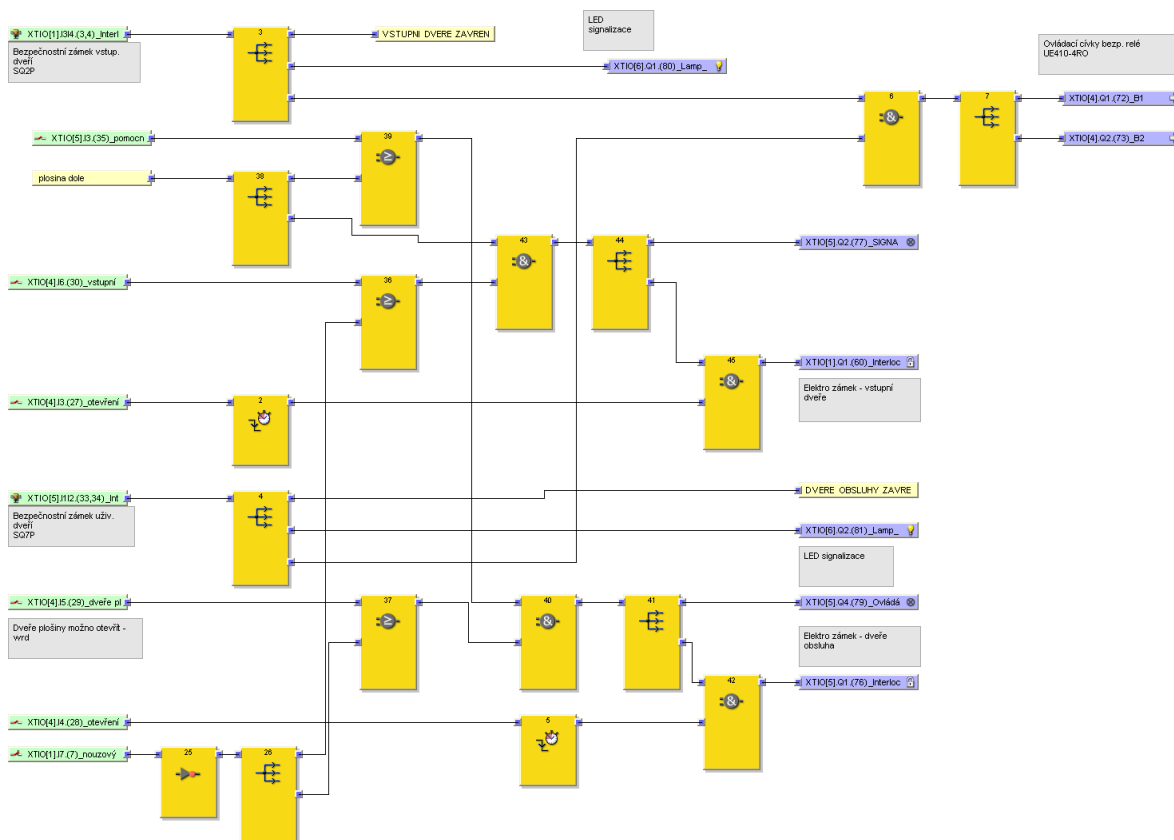 XTIO[1].I3I4.(3,4)_Interl
Bezpečnostní zámek vstup.
dveří
SQ2P
3
VSTUPNI DVERE ZAVREN
LED
signalizace
XTIO[6].Q1.(80)_Lamp_
Ovládací cívky bezp. relé
UE410-4RO
6
&
7
XTIO[4].Q1.(72)_B1
XTIO[4].Q2.(73)_B2
XTIO[5].I3.(35)_pomocn
39
≥
plosina dole
38
43
&
44
XTIO[5].Q2.(77)_SIGNA
XTIO[4].I6.(30)_vstupní
36
≥
45
&
XTIO[1].Q1.(60)_Interloc
Elektro zámek - vstupní
dveře
XTIO[4].I3.(27)_otevření
2
XTIO[5].I1I2.(33,34)_Int
Bezpečnostní zámek uživ.
dveří
SQ7P
4
DVERE OBSLUHY ZAVRE
XTIO[6].Q2.(81)_Lamp_
LED signalizace
XTIO[4].I5.(29)_dveře pl
Dveře plošiny možno otevřít -
wrd
37
≥
40
&
41
XTIO[5].Q4.(79)_Ovládá
Elektro zámek - dveře
obsluha
42
&
XTIO[5].Q1.(76)_Interloc
XTIO[4].I4.(28)_otevření
5
XTIO[1].I7.(7)_nouzový
25
26